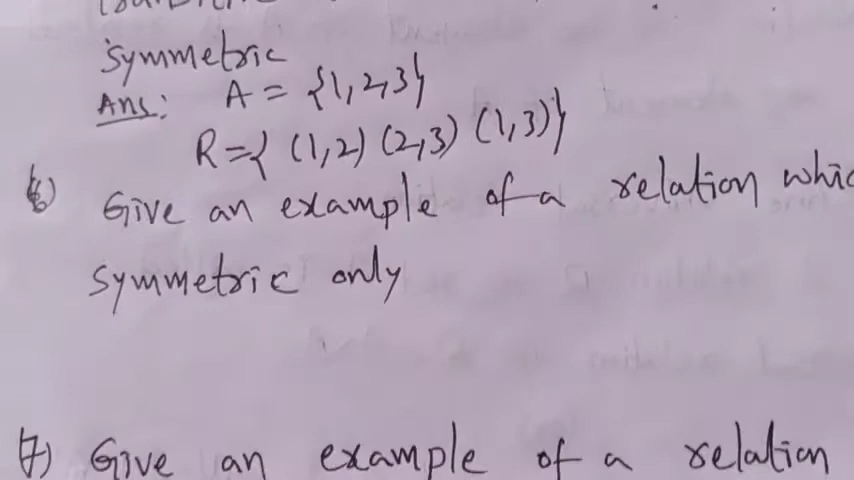 Symmetric
Ans: A = {1,2,3}
R={ (1,2) (2,3) (1,3)}
6) Give an example of a relation whic
symmetric only
7) Give an example of a relation